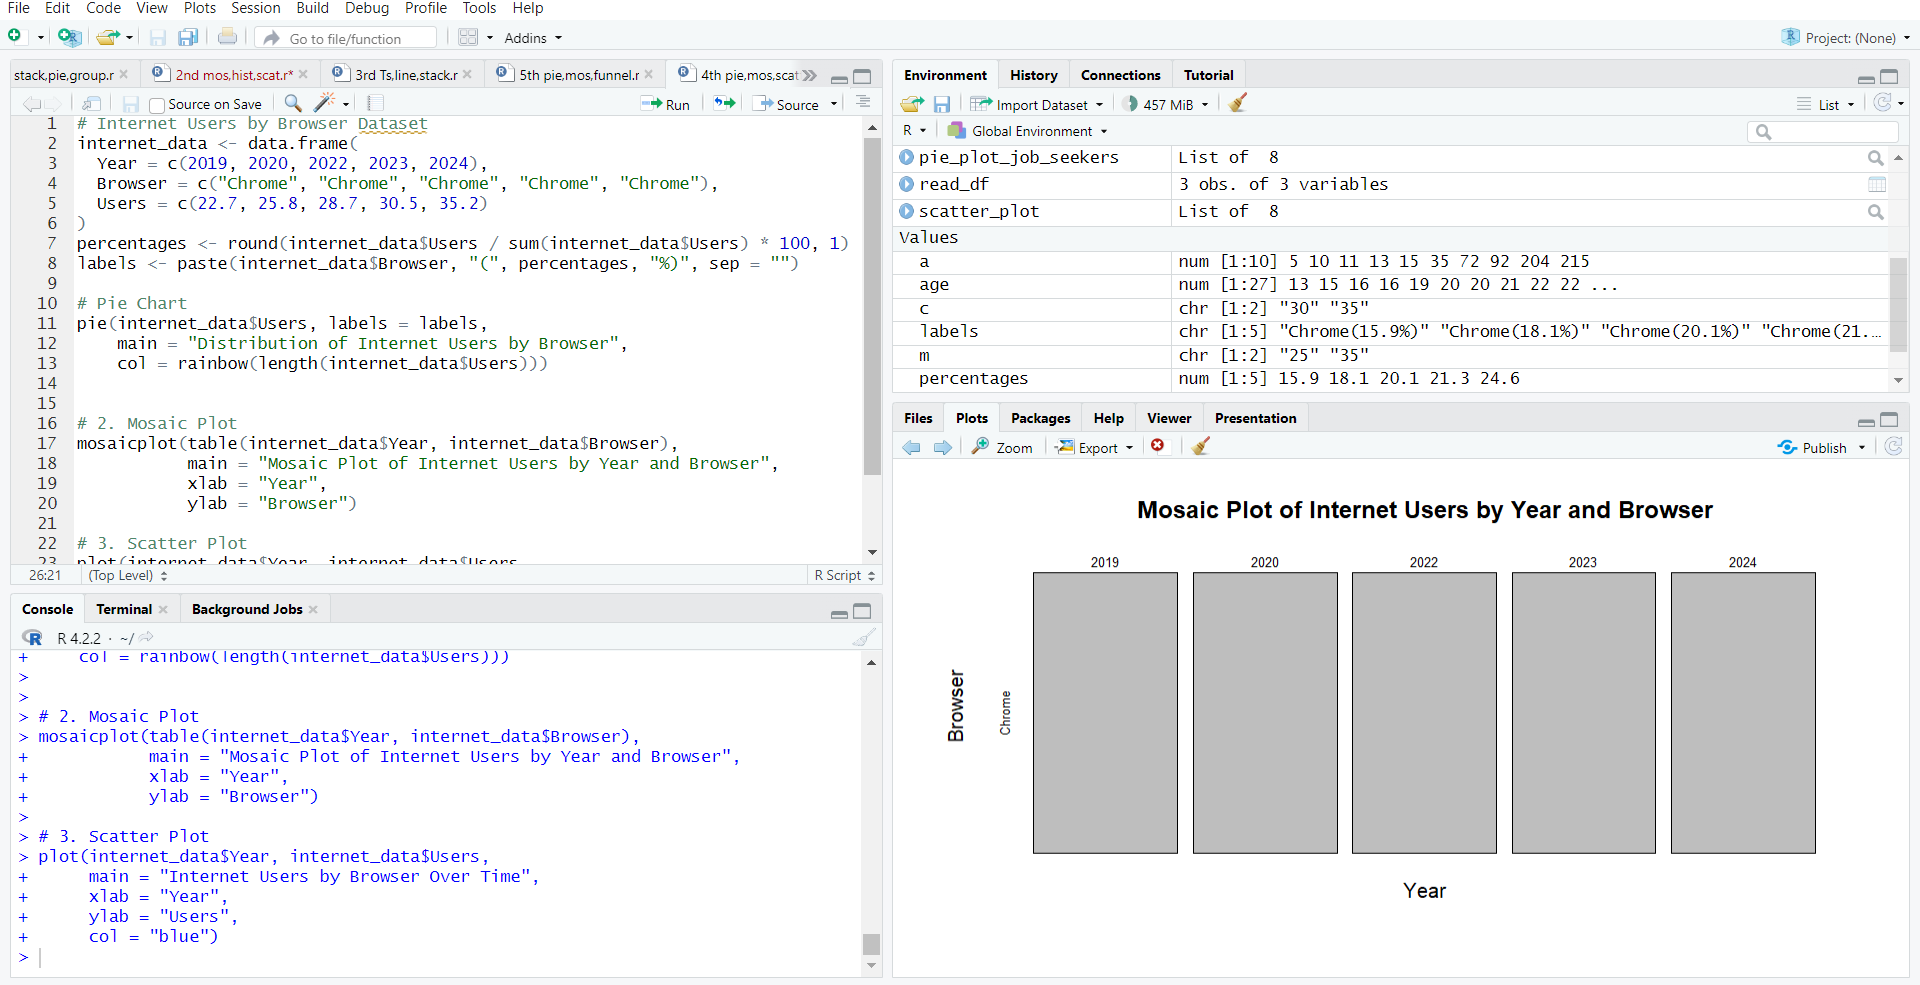 File Edit Code View Plots Session Build Debug Profile Tools Help
Go to file/function Addins Project: (None)
stack,pie,group.r 2nd mos,hist,scat.r* 3rd Ts,line,stack.r 5th pie,mos,funnel.r 4th pie,mos,scat
Source on Save Run Source
1 # Internet Users by Browser Dataset
2 internet_data <- data.frame(
3 Year = c(2019, 2020, 2022, 2023, 2024),
4 Browser = c("Chrome", "Chrome", "Chrome", "Chrome", "Chrome"),
5 Users = c(22.7, 25.8, 28.7, 30.5, 35.2)
6 )
7 percentages <- round(internet_data$Users / sum(internet_data$Users) * 100, 1)
8 labels <- paste(internet_data$Browser, "(", percentages, "%)", sep = "")
9
10 # Pie Chart
11 pie(internet_data$Users, labels = labels,
12 main = "Distribution of Internet Users by Browser",
13 col = rainbow(length(internet_data$Users)))
14
15
16 # 2. Mosaic Plot
17 mosaicplot(table(internet_data$Year, internet_data$Browser),
18 main = "Mosaic Plot of Internet Users by Year and Browser",
19 xlab = "Year",
20 ylab = "Browser")
21
22 # 3. Scatter Plot
23 plot(internet_data$Year, internet_data$Users,
26:21 (Top Level) R Script
Console Terminal Background Jobs
R R 4.2.2 · ~/
+ col = rainbow(length(internet_data$Users)))
>
>
> # 2. Mosaic Plot
> mosaicplot(table(internet_data$Year, internet_data$Browser),
+ main = "Mosaic Plot of Internet Users by Year and Browser",
+ xlab = "Year",
+ ylab = "Browser")
>
> # 3. Scatter Plot
> plot(internet_data$Year, internet_data$Users,
+ main = "Internet Users by Browser Over Time",
+ xlab = "Year",
+ ylab = "Users",
+ col = "blue")
>
Environment History Connections Tutorial
Import Dataset 457 MiB List
R Global Environment
pie_plot_job_seekers List of 8
read_df 3 obs. of 3 variables
scatter_plot List of 8
Values
a num [1:10] 5 10 11 13 15 35 72 92 204 215
age num [1:27] 13 15 16 16 19 20 20 21 22 22 ...
c chr [1:2] "30" "35"
labels chr [1:5] "Chrome(15.9%)" "Chrome(18.1%)" "Chrome(20.1%)" "Chrome(21.…
m chr [1:2] "25" "35"
percentages num [1:5] 15.9 18.1 20.1 21.3 24.6
Files Plots Packages Help Viewer Presentation
Zoom Export Publish
Mosaic Plot of Internet Users by Year and Browser
2019 2020 2022 2023 2024
Browser
Chrome
Year